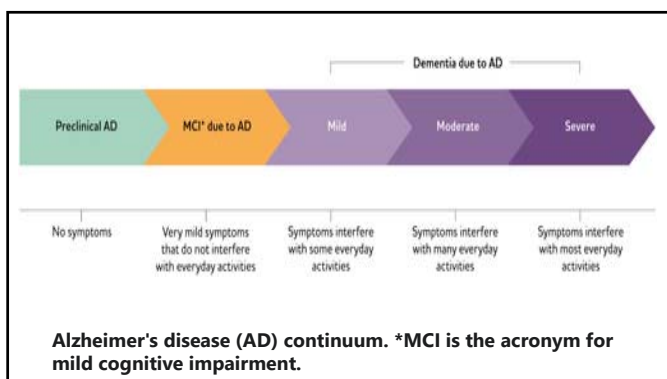 Dementia due to AD
Preclinical AD
MCI* due to AD
Mild
Moderate
Severe
No symptoms
Very mild symptoms
that do not interfere
with everyday activities
Symptoms interfere
with some everyday
activities
Symptoms interfere
with many everyday
activities
Symptoms interfere
with most everyday
activities
Alzheimer's disease (AD) continuum. *MCI is the acronym for
mild cognitive impairment.